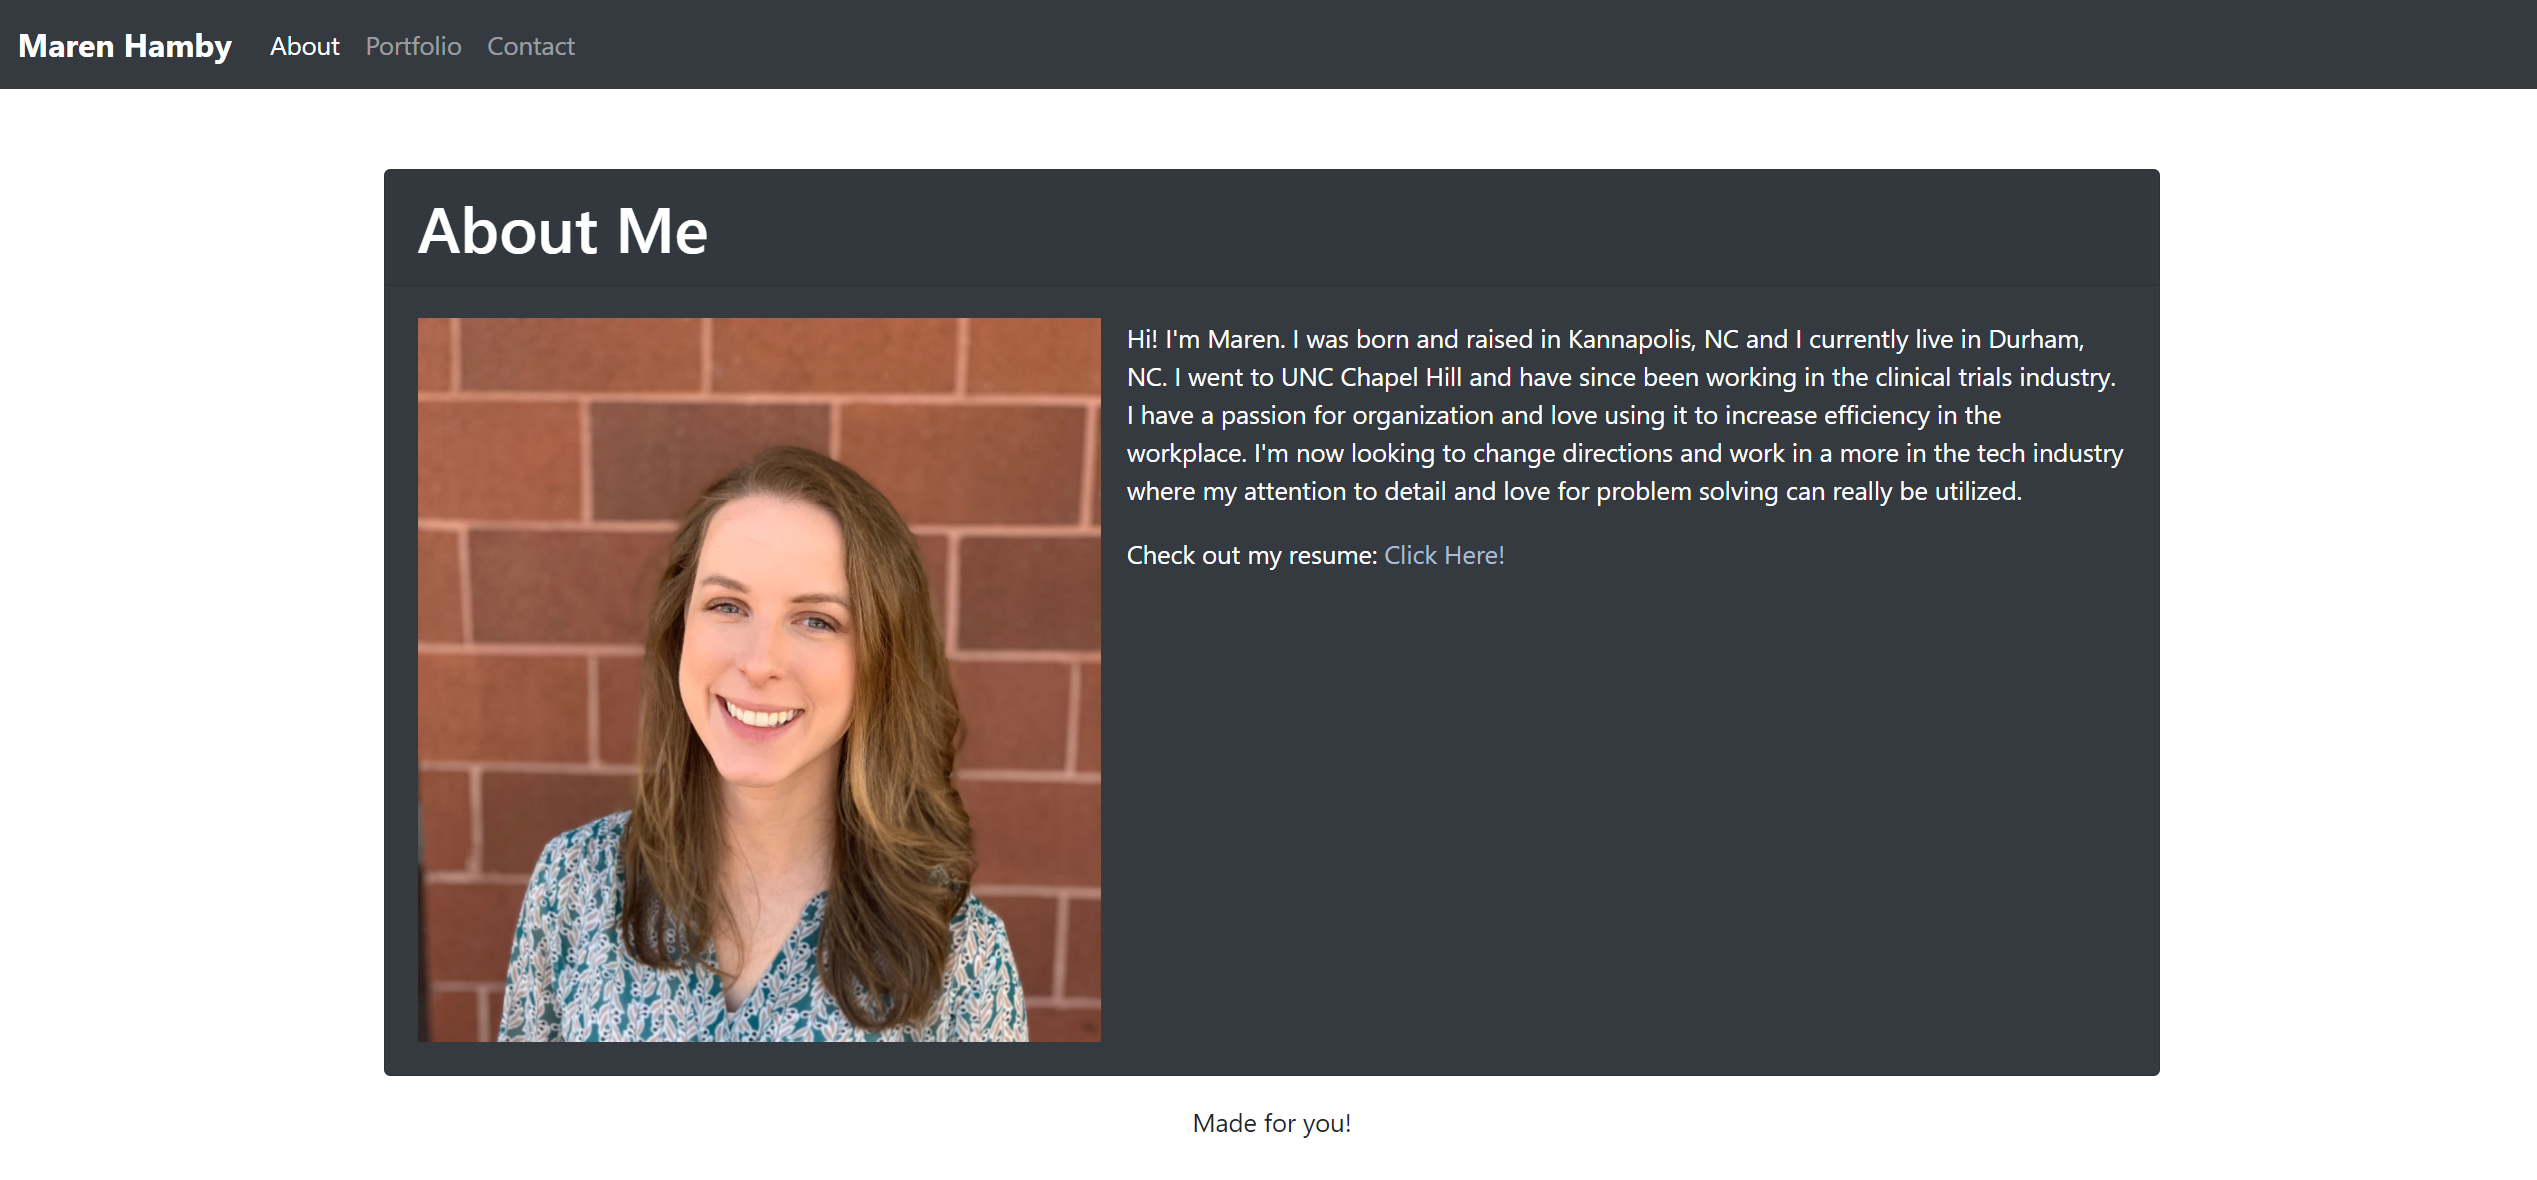 Maren Hamby About Portfolio Contact
About Me
Hi! I'm Maren. I was born and raised in Kannapolis, NC and I currently live in Durham,
NC. I went to UNC Chapel Hill and have since been working in the clinical trials industry.
I have a passion for organization and love using it to increase efficiency in the
workplace. I'm now looking to change directions and work in a more in the tech industry
where my attention to detail and love for problem solving can really be utilized.
Check out my resume: Click Here!
Made for you!